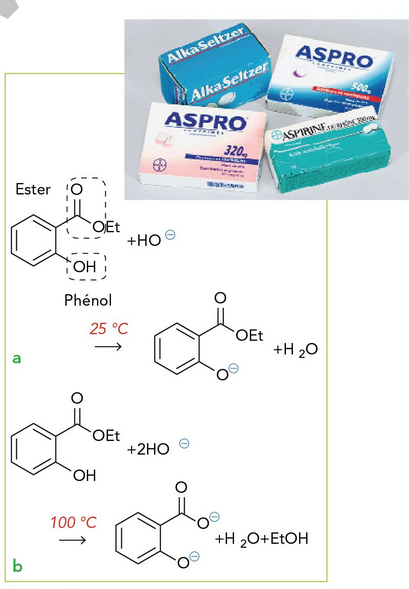 AlkaSeltzer
AlkaSeltzer
ASPRO
500
ASPRO
320
ASPIRINE
Ester
O
OEt
+HO ⊖
OH
Phénol
25 °C
O
OEt
+H 2O
O ⊖
a
O
OEt
+2HO ⊖
OH
100 °C
O
O ⊖
+H 2O+EtOH
O ⊖
b